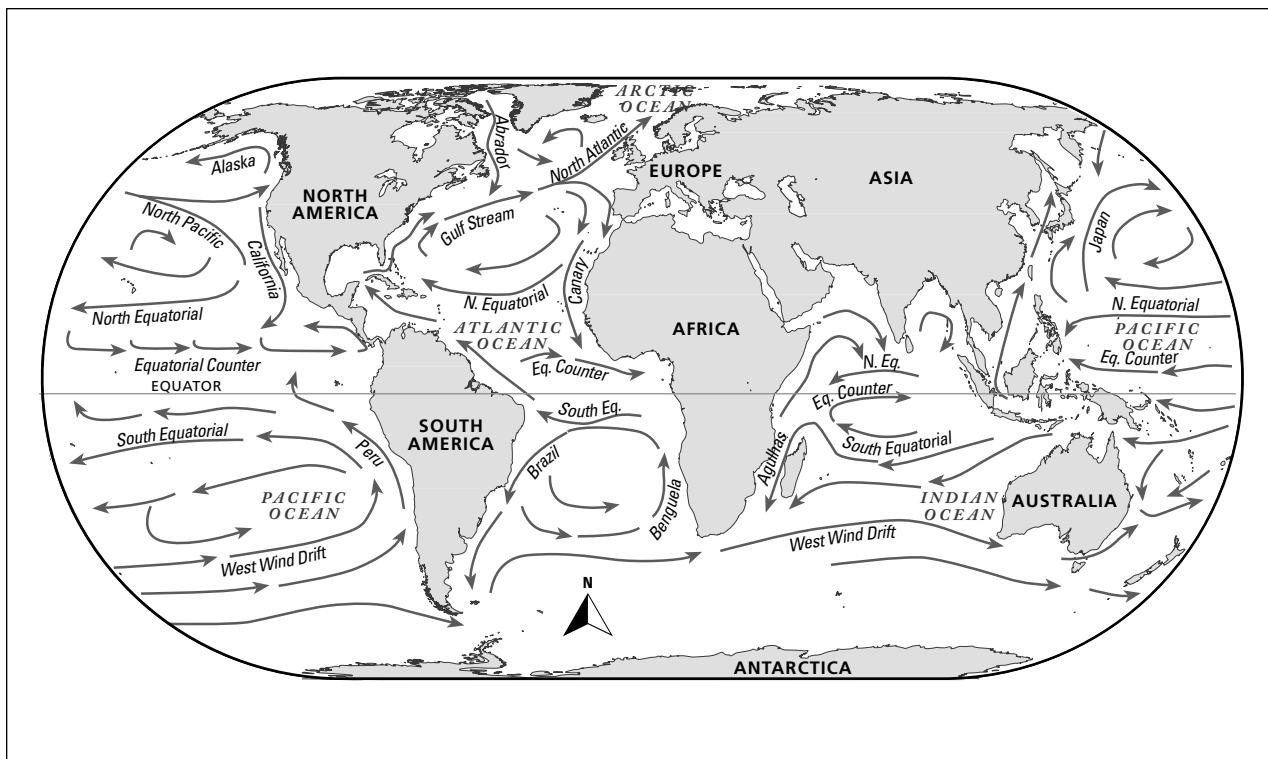 ARCTIC
OCEAN
Alaska
Abrador
North Atlantic
EUROPE
ASIA
NORTH
AMERICA
North Pacific
Gulf Stream
Japan
California
Canary
N. Equatorial
N. Equatorial
North Equatorial
ATLANTIC
OCEAN
AFRICA
PACIFIC
OCEAN
Equatorial Counter
Eq. Counter
N. Eq.
Eq. Counter
EQUATOR
Eq. Counter
South Eq.
SOUTH
AMERICA
South Equatorial
Peru
Brazil
Agulhas
South Equatorial
PACIFIC
OCEAN
Benguela
INDIAN
OCEAN
AUSTRALIA
West Wind Drift
West Wind Drift
N
ANTARCTICA